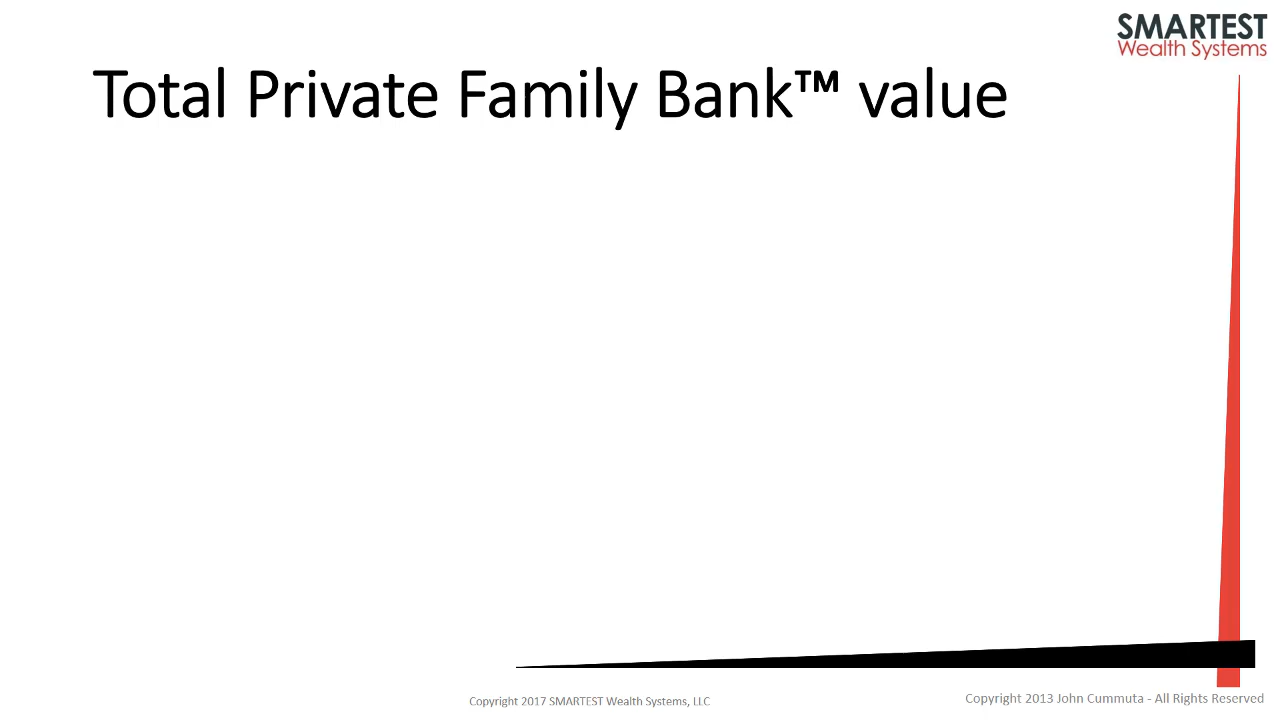 SMARTEST
Wealth Systems
Total Private Family Bank™ value
Copyright 2017 SMARTEST Wealth Systems, LLC
Copyright 2013 John Cummuta - All Rights Reserved